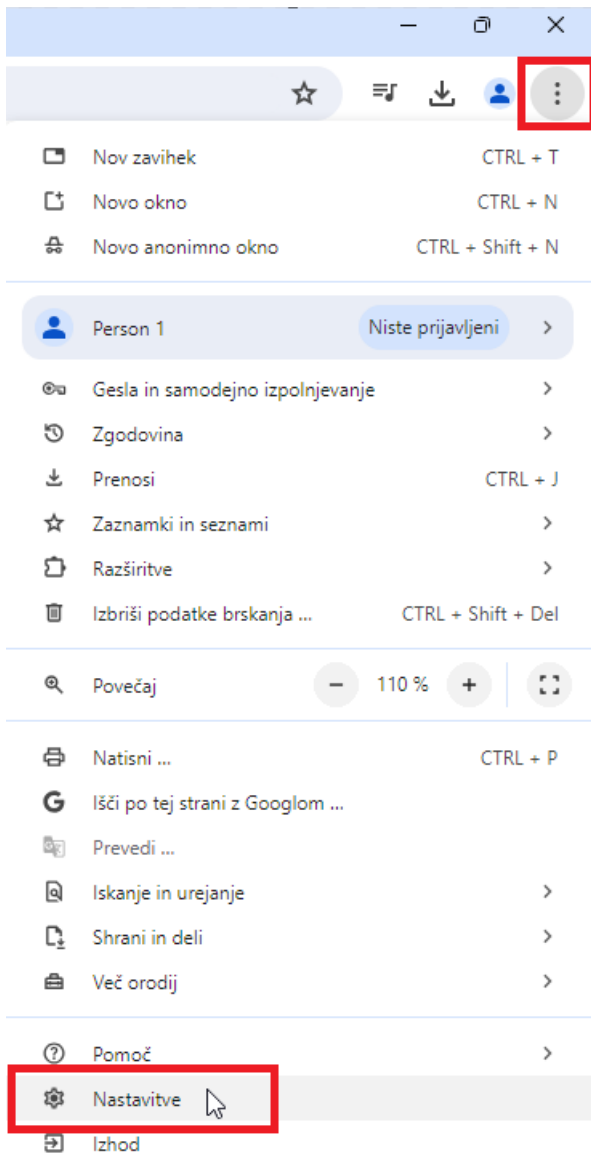 Nov zavihek CTRL + T
Novo okno CTRL + N
Novo anonimno okno CTRL + Shift + N
Person 1 Niste prijavljeni
Gesla in samodejno izpolnjevanje
Zgodovina
Prenosi CTRL + J
Zaznamki in seznami
Razširitve
Izbriši podatke brskanja ... CTRL + Shift + Del
Povečaj − 110 % +
Natisni ... CTRL + P
Išči po tej strani z Googlom ...
Prevedi ...
Iskanje in urejanje
Shrani in deli
Več orodij
Pomoč
Nastavitve
Izhod